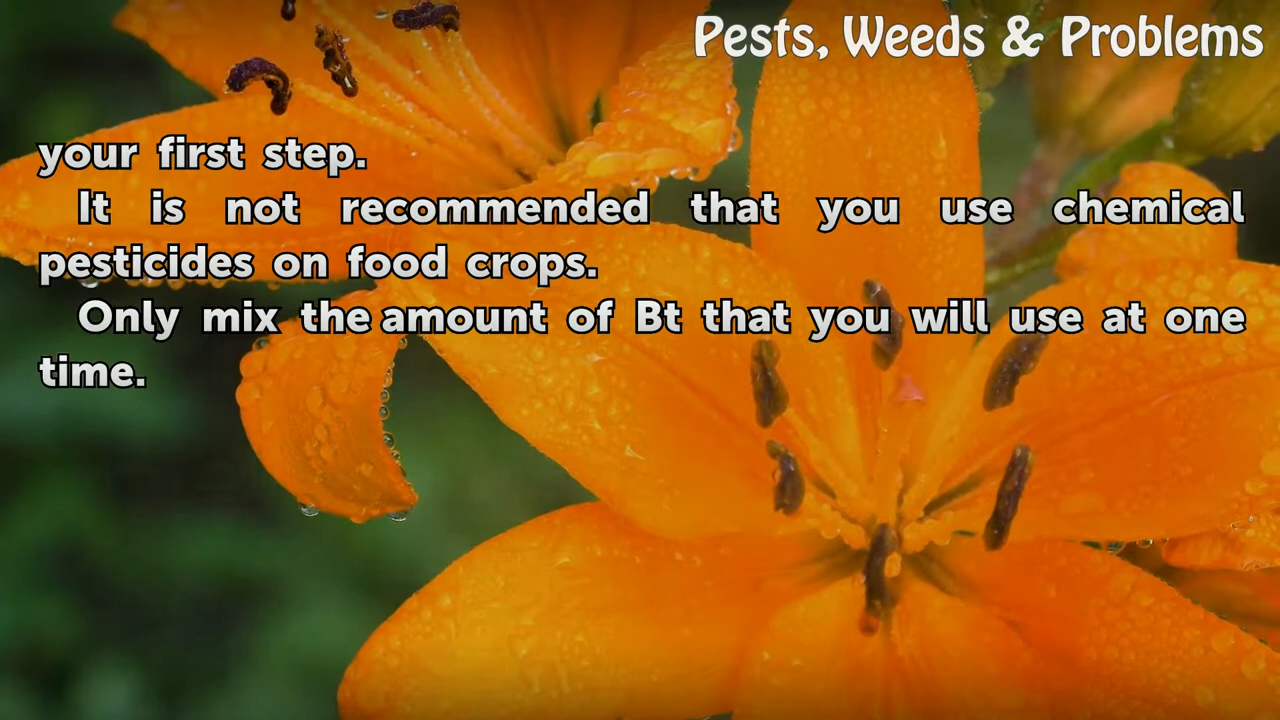 Pests, Weeds & Problems
your first step.
It is not recommended that you use chemical
pesticides on food crops.
Only mix the amount of Bt that you will use at one
time.